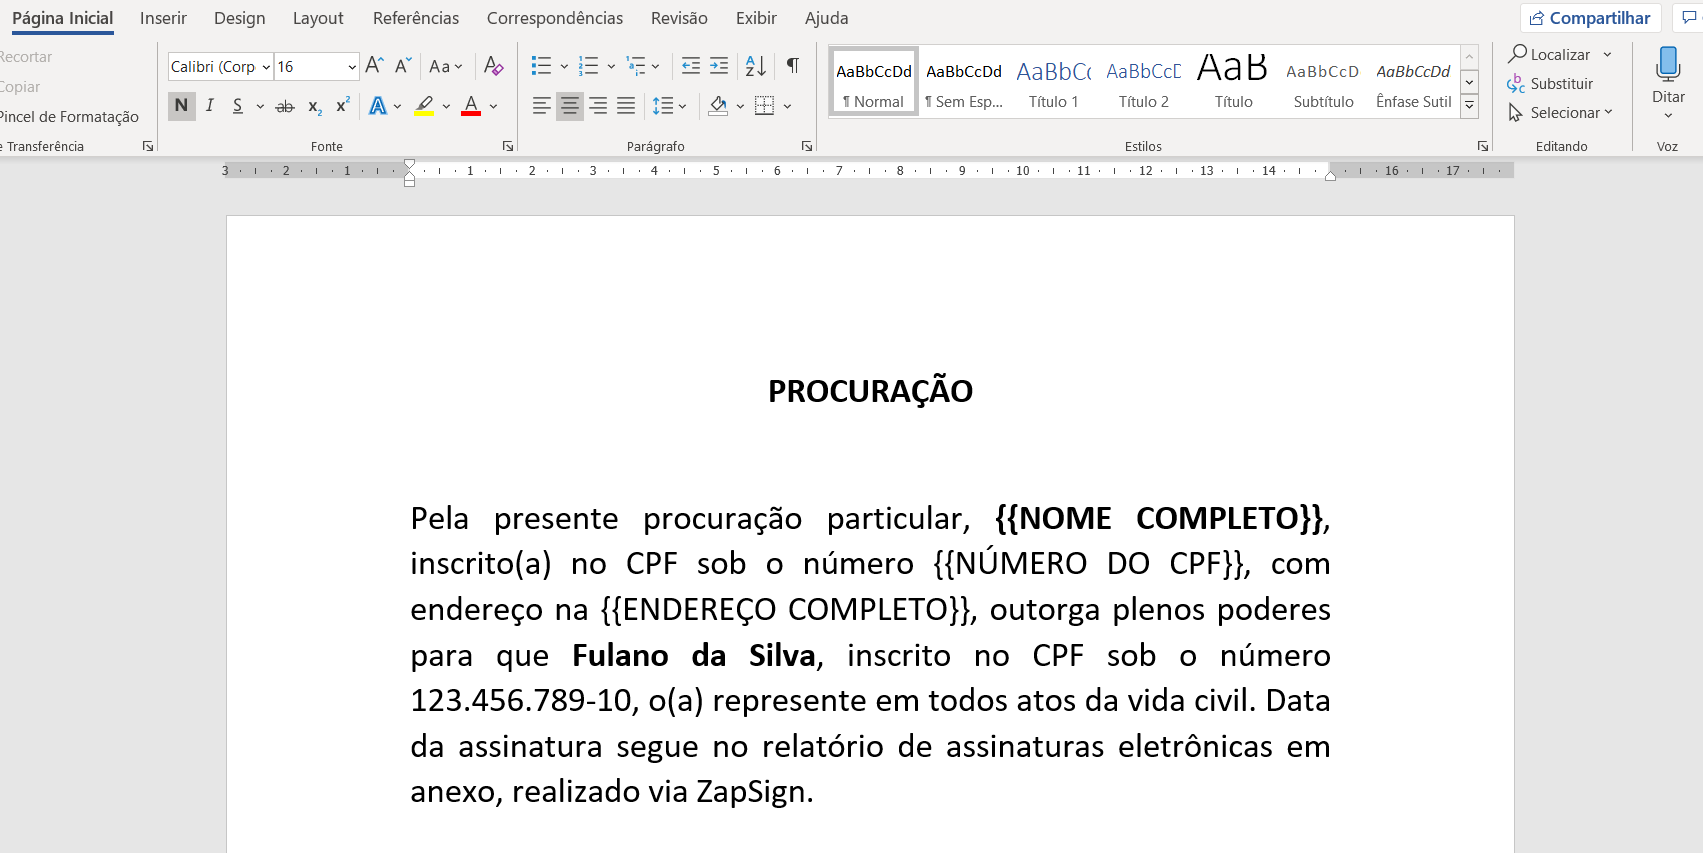 Página Inicial Inserir Design Layout Referências Correspondências Revisão Exibir Ajuda Compartilhar
Recortar
Copiar
Pincel de Formatação
e Transferência
Calibri (Corp 16 Aa
N I S ab x₂ x² A A
Fonte
Parágrafo
AaBbCcDd AaBbCcDd AaBbCc AaBbCcD AaB AaBbCcD AaBbCcDd
¶ Normal ¶ Sem Esp... Título 1 Título 2 Título Subtítulo Ênfase Sutil
Estilos
Localizar
Substituir
Selecionar
Editando
Ditar
Voz
3 2 1 1 2 3 4 5 6 7 8 9 10 11 12 13 14 16 17
PROCURAÇÃO
Pela presente procuração particular, {{NOME COMPLETO}},
inscrito(a) no CPF sob o número {{NÚMERO DO CPF}}, com
endereço na {{ENDEREÇO COMPLETO}}, outorga plenos poderes
para que Fulano da Silva, inscrito no CPF sob o número
123.456.789-10, o(a) represente em todos atos da vida civil. Data
da assinatura segue no relatório de assinaturas eletrônicas em
anexo, realizado via ZapSign.